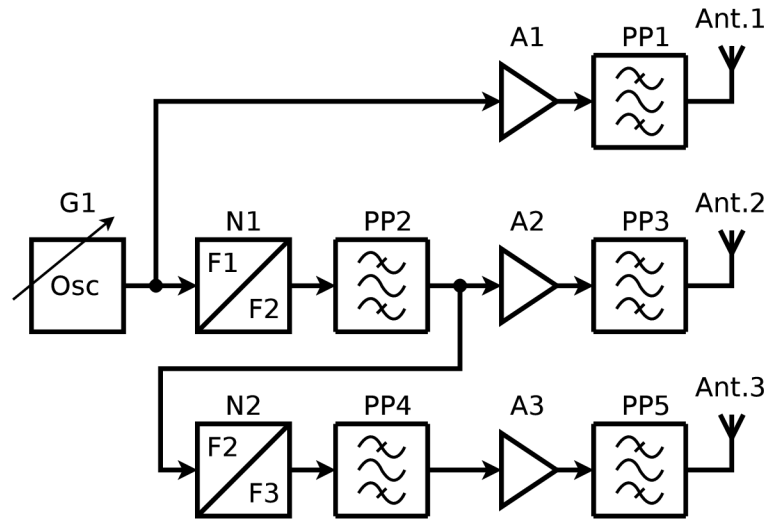 A1 PP1 Ant.1
G1 N1 PP2 A2 PP3 Ant.2
Osc F1 F2
N2 PP4 A3 PP5 Ant.3
F2 F3